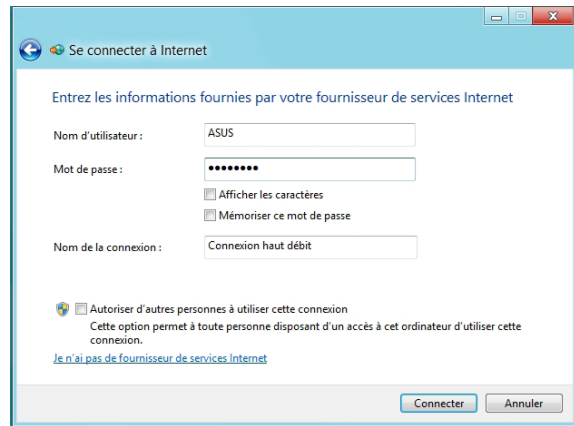 Se connecter à Internet
Entrez les informations fournies par votre fournisseur de services Internet
Nom d'utilisateur :
ASUS
Mot de passe :
••••••••
Afficher les caractères
Mémoriser ce mot de passe
Nom de la connexion :
Connexion haut débit
Autoriser d'autres personnes à utiliser cette connexion
Cette option permet à toute personne disposant d'un accès à cet ordinateur d'utiliser cette
connexion.
Je n'ai pas de fournisseur de services Internet
Connecter
Annuler